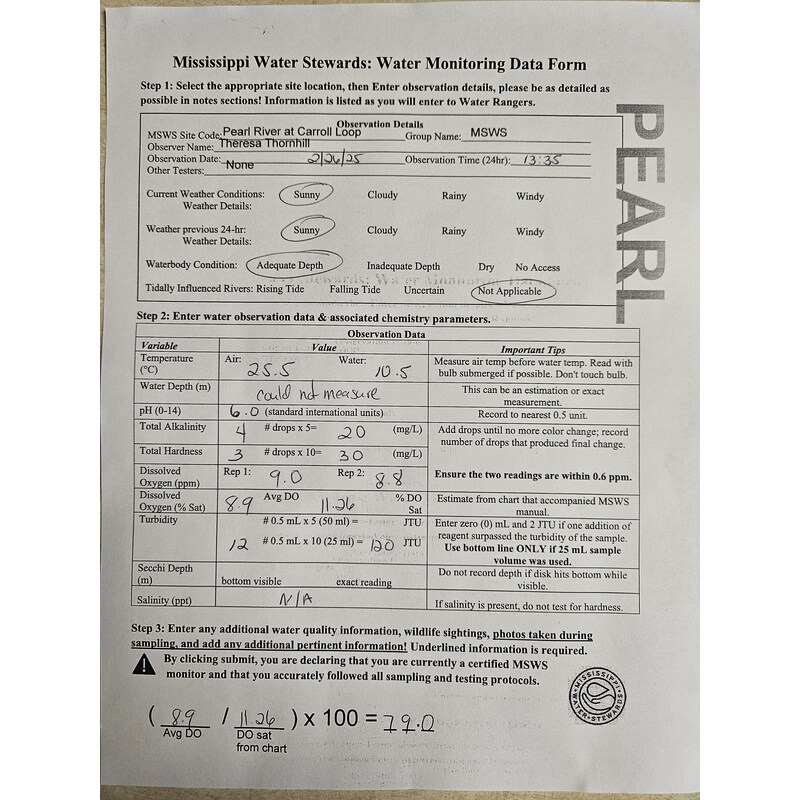 Mississippi Water Stewards: Water Monitoring Data Form
Step 1: Select the appropriate site location, then Enter observation details, please be as detailed as
possible in notes sections! Information is listed as you will enter to Water Rangers.
PEARL
Observation Details
MSWS Site Code: Pearl River at Carroll Loop Group Name: MSWS
Observer Name: Theresa Thornhill
Observation Date: 2/26/25 Observation Time (24hr): 13:35
Other Testers: None
Current Weather Conditions: Sunny Cloudy Rainy Windy
Weather Details:
Weather previous 24-hr: Sunny Cloudy Rainy Windy
Weather Details:
Waterbody Condition: Adequate Depth Inadequate Depth Dry No Access
Tidally Influenced Rivers: Rising Tide Falling Tide Uncertain Not Applicable
Step 2: Enter water observation data & associated chemistry parameters.
Observation Data
Variable Value Important Tips
Temperature (°C) Air: 25.5 Water: 10.5 Measure air temp before water temp. Read with
bulb submerged if possible. Don't touch bulb.
Water Depth (m) could not measure This can be an estimation or exact
measurement.
pH (0-14) 6.0 (standard international units) Record to nearest 0.5 unit.
Total Alkalinity 4 # drops x 5= 20 (mg/L) Add drops until no more color change; record
number of drops that produced final change.
Total Hardness 3 # drops x 10= 30 (mg/L)
Dissolved Oxygen (ppm) Rep 1: 9.0 Rep 2: 8.8 Ensure the two readings are within 0.6 ppm.
Dissolved Oxygen (% Sat) 8.9 Avg DO 11.26 % DO Sat Estimate from chart that accompanied MSWS
manual.
Turbidity # 0.5 mL x 5 (50 ml) = JTU Enter zero (0) mL and 2 JTU if one addition of
reagent surpassed the turbidity of the sample.
12 # 0.5 mL x 10 (25 ml) = 120 JTU Use bottom line ONLY if 25 mL sample
volume was used.
Secchi Depth (m) bottom visible exact reading Do not record depth if disk hits bottom while
visible.
Salinity (ppt) N/A If salinity is present, do not test for hardness.
Step 3: Enter any additional water quality information, wildlife sightings, photos taken during
sampling, and add any additional pertinent information! Underlined information is required.
By clicking submit, you are declaring that you are currently a certified MSWS
monitor and that you accurately followed all sampling and testing protocols.
MISSISSIPPI WATER STEWARDS
( 8.9 / 11.26 ) x 100 = 79.0
Avg DO DO sat
from chart